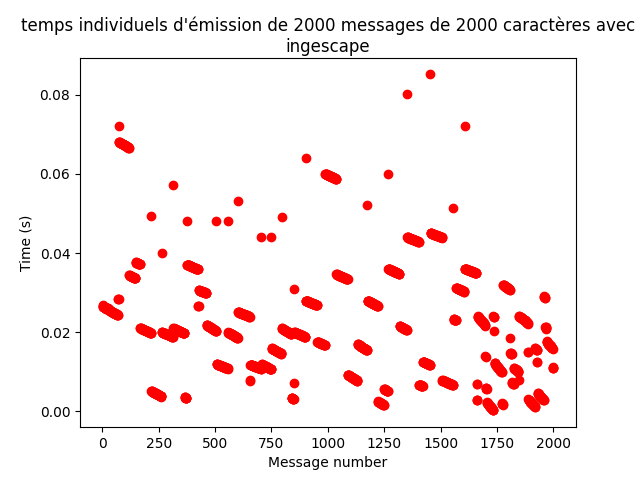 temps individuels d'émission de 2000 messages de 2000 caractères avec
ingescape
0.08
0.06
0.04
0.02
0.00
Time (s)
0 250 500 750 1000 1250 1500 1750 2000
Message number